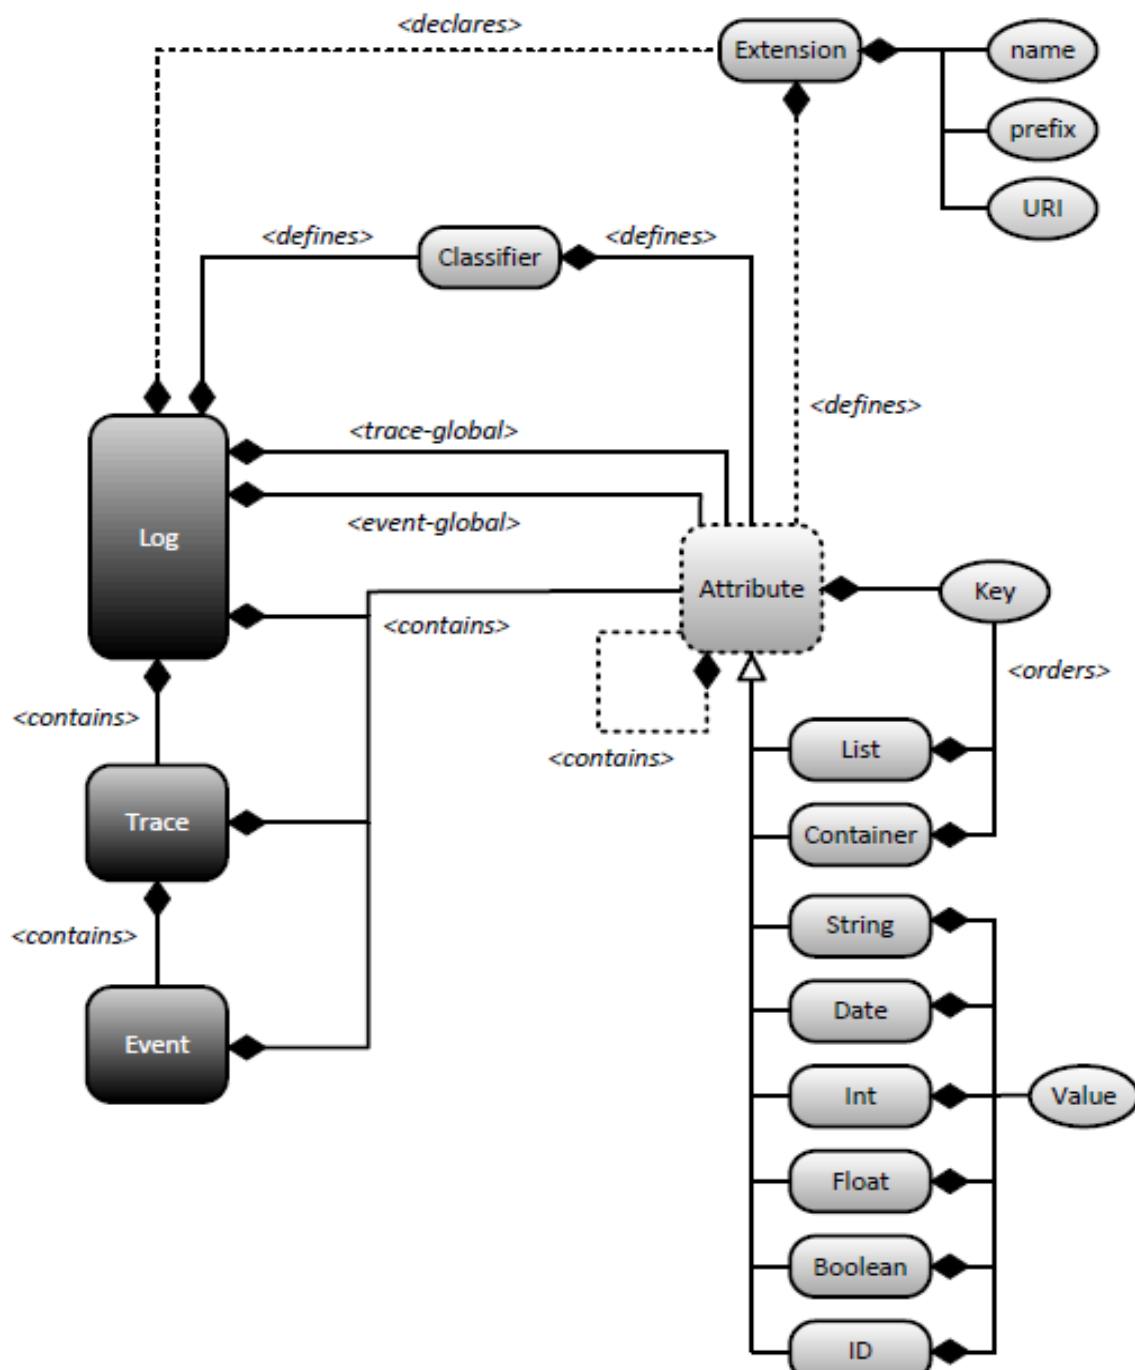 <declares>
Extension
name
prefix
URI
<defines>
Classifier
<defines>
<defines>
<trace-global>
<event-global>
Log
Attribute
Key
<contains>
<orders>
<contains>
List
<contains>
Trace
Container
String
<contains>
Date
Event
Int
Value
Float
Boolean
ID